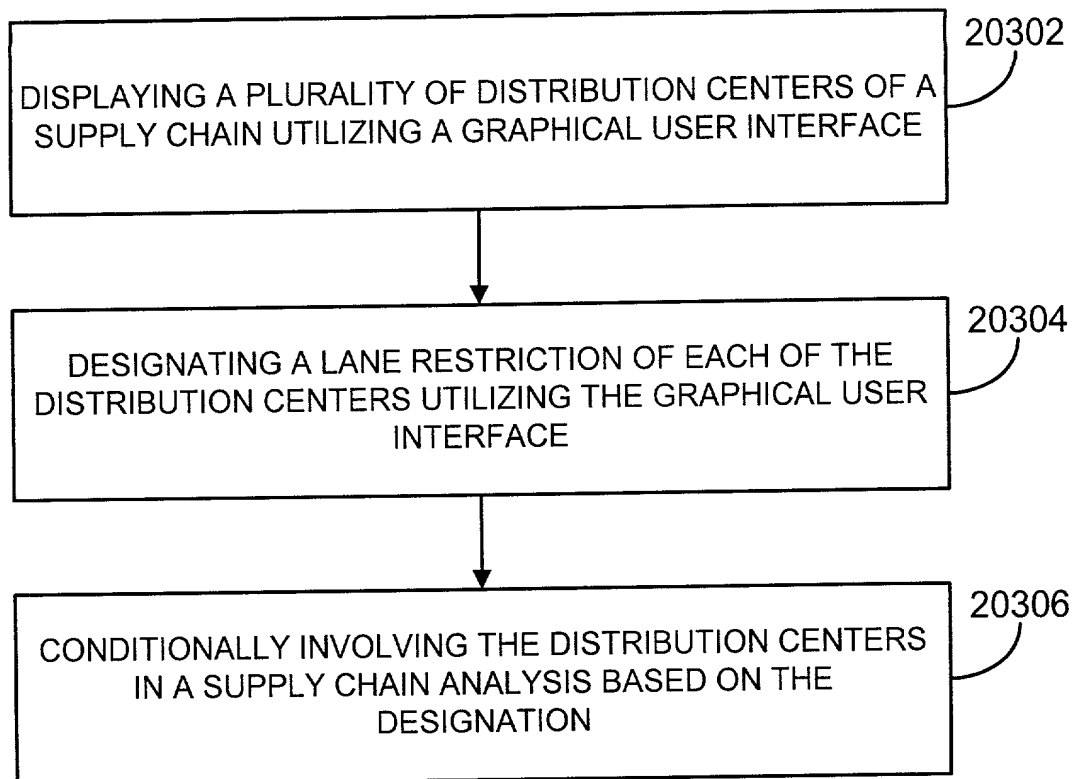 20302
DISPLAYING A PLURALITY OF DISTRIBUTION CENTERS OF A
SUPPLY CHAIN UTILIZING A GRAPHICAL USER INTERFACE
20304
DESIGNATING A LANE RESTRICTION OF EACH OF THE
DISTRIBUTION CENTERS UTILIZING THE GRAPHICAL USER
INTERFACE
20306
CONDITIONALLY INVOLVING THE DISTRIBUTION CENTERS
IN A SUPPLY CHAIN ANALYSIS BASED ON THE
DESIGNATION